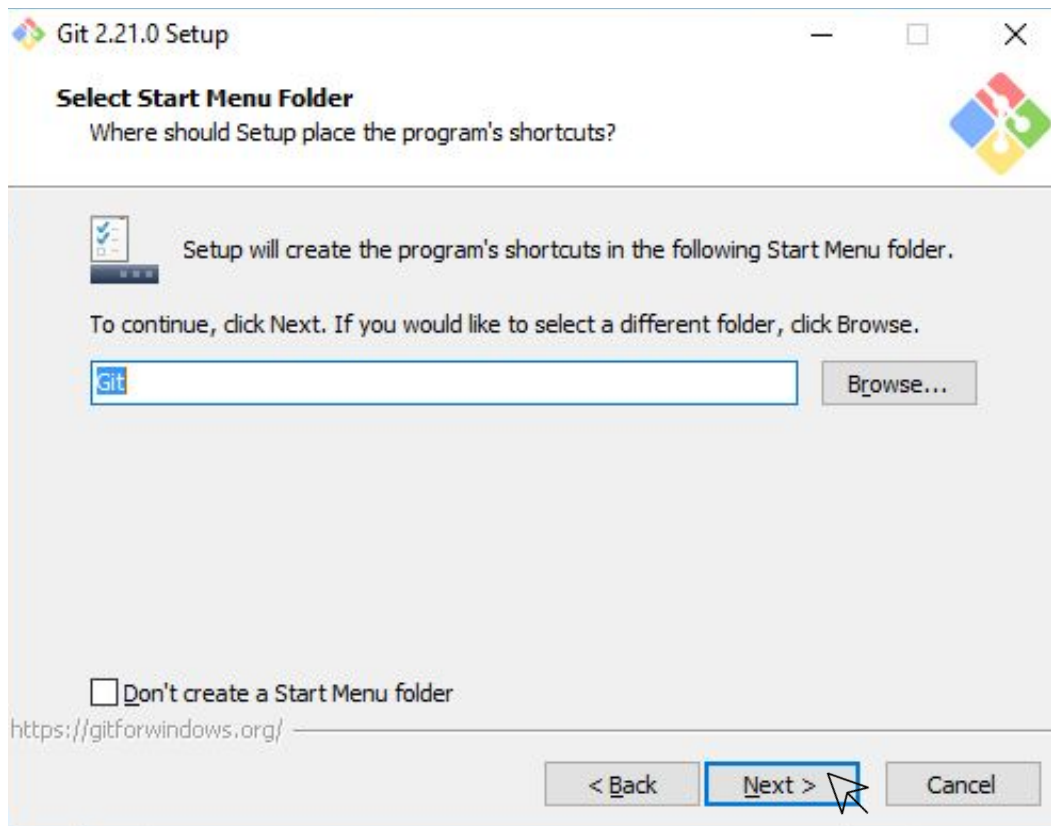 Git 2.21.0 Setup
Select Start Menu Folder
Where should Setup place the program's shortcuts?
Setup will create the program's shortcuts in the following Start Menu folder.
To continue, click Next. If you would like to select a different folder, click Browse.
Git
Browse...
Don't create a Start Menu folder
https://gitforwindows.org/
< Back
Next >
Cancel